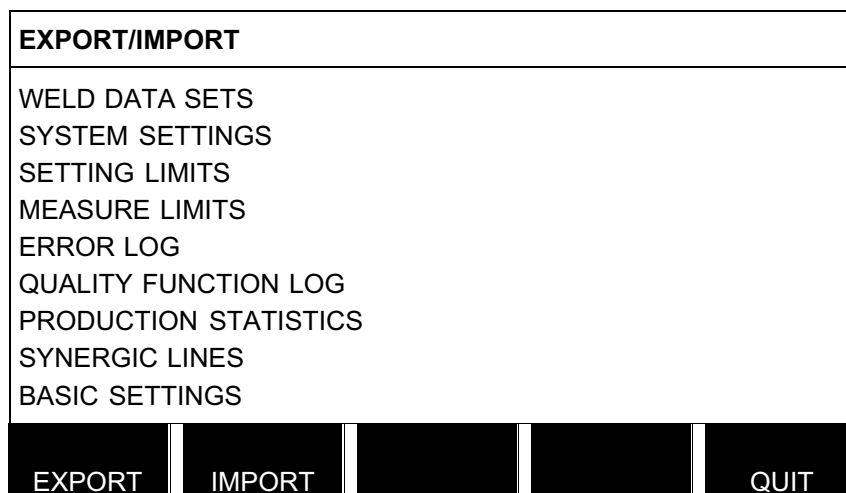 EXPORT/IMPORT
WELD DATA SETS
SYSTEM SETTINGS
SETTING LIMITS
MEASURE LIMITS
ERROR LOG
QUALITY FUNCTION LOG
PRODUCTION STATISTICS
SYNERGIC LINES
BASIC SETTINGS
EXPORT IMPORT QUIT